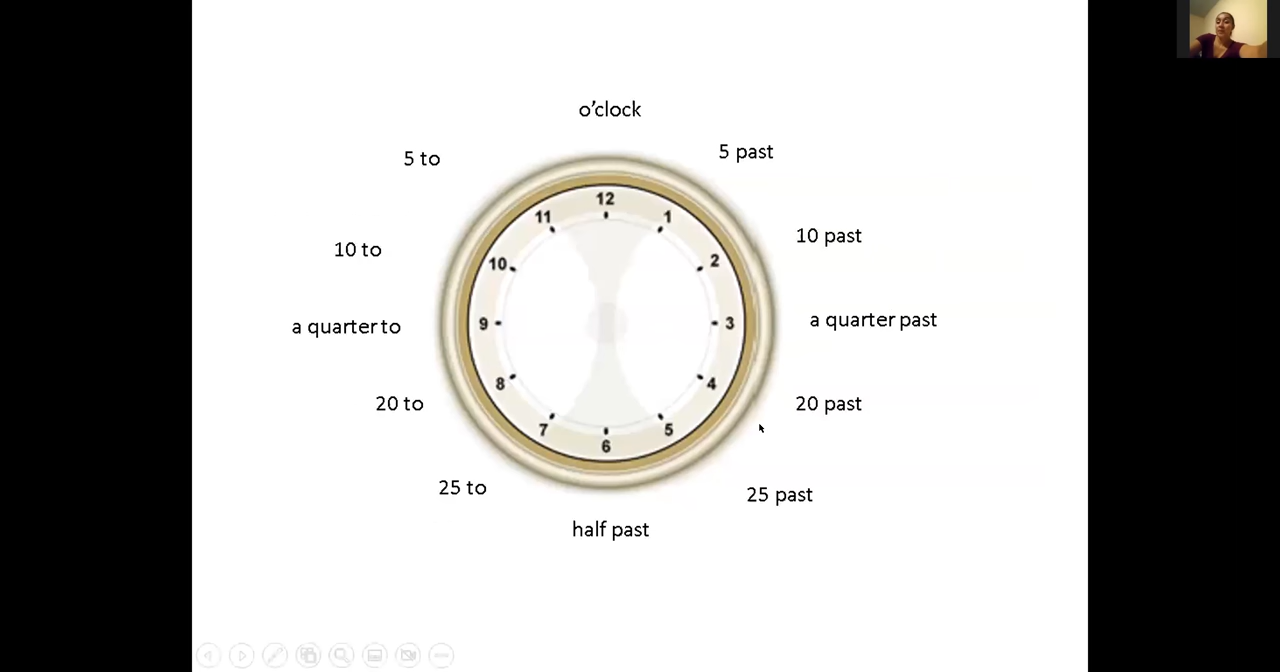 o'clock
5 to
5 past
12
11
1
10 to
10
2
10 past
a quarter to
9
3
a quarter past
20 to
8
4
20 past
7
5
6
25 to
25 past
half past